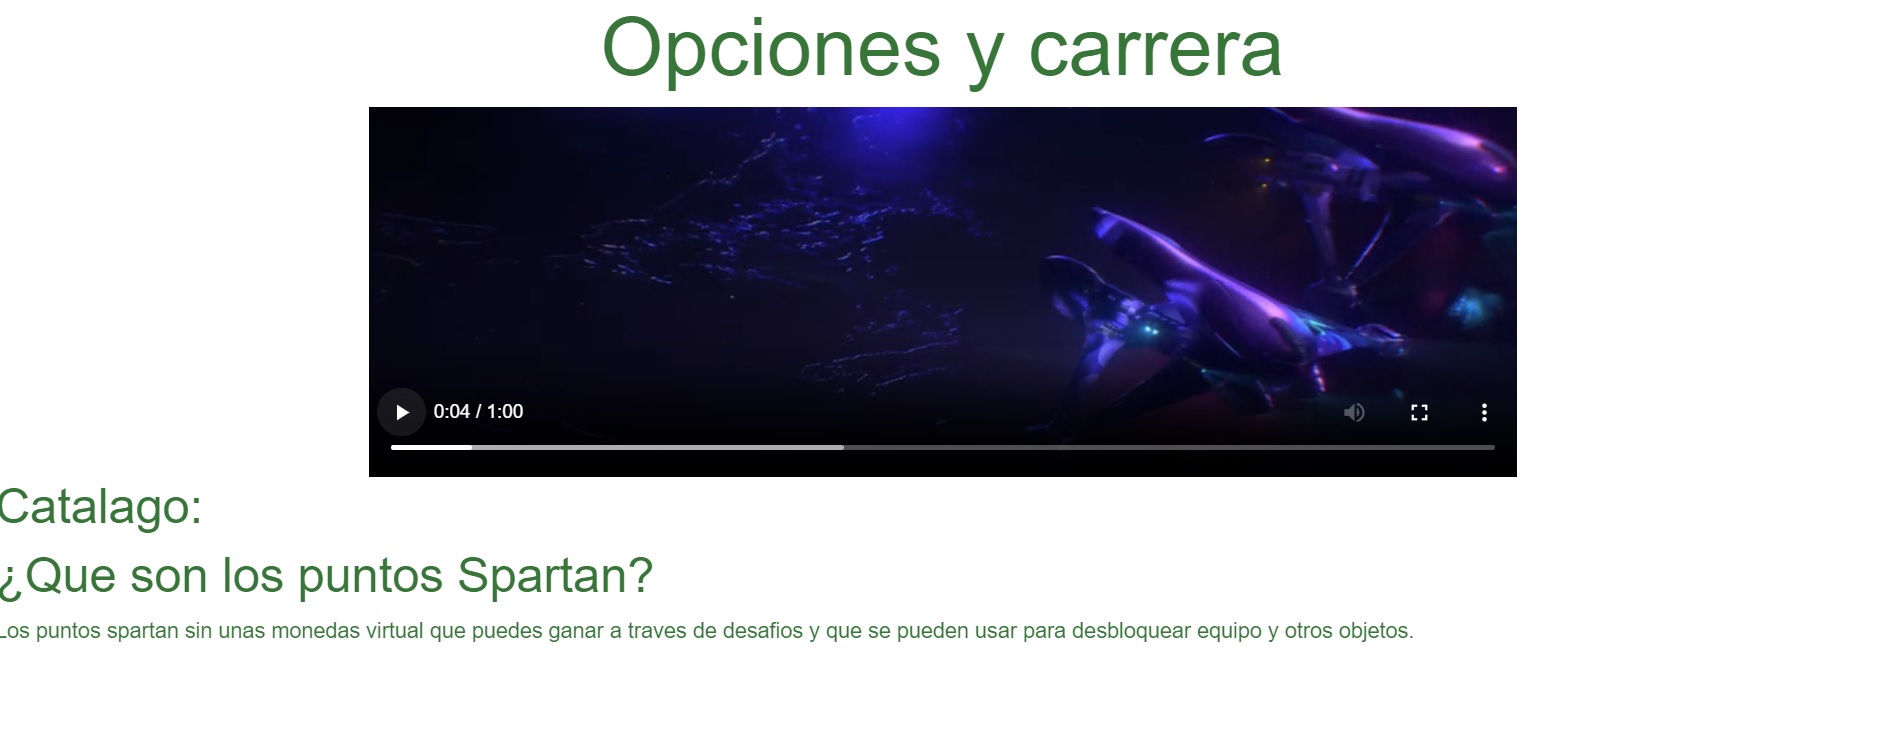 Opciones y carrera
0:04 / 1:00
Catalago:
¿Que son los puntos Spartan?
Los puntos spartan sin unas monedas virtual que puedes ganar a traves de desafios y que se pueden usar para desbloquear equipo y otros objetos.